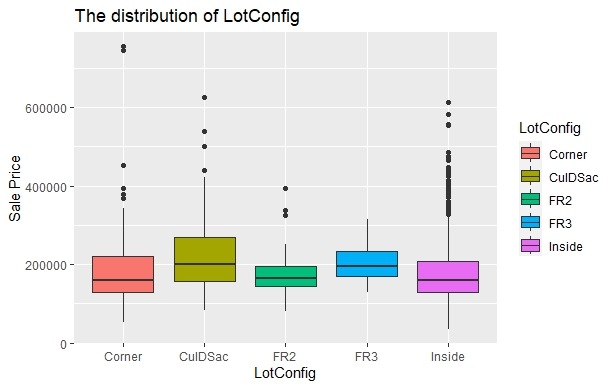 The distribution of LotConfig
Sale Price
600000
400000
200000
0
Corner CulDSac FR2 FR3 Inside
LotConfig
LotConfig
Corner
CulDSac
FR2
FR3
Inside